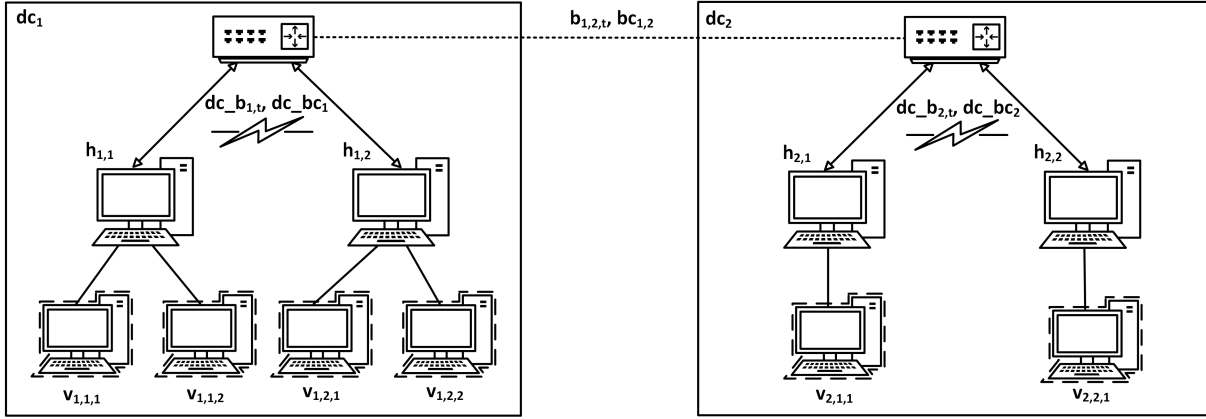 dc₁
b₁,₂,ₜ, bc₁,₂
dc₂
dc_b₁,ₜ, dc_bc₁
dc_b₂,ₜ, dc_bc₂
h₁,₁
h₁,₂
h₂,₁
h₂,₂
v₁,₁,₁
v₁,₁,₂
v₁,₂,₁
v₁,₂,₂
v₂,₁,₁
v₂,₂,₁